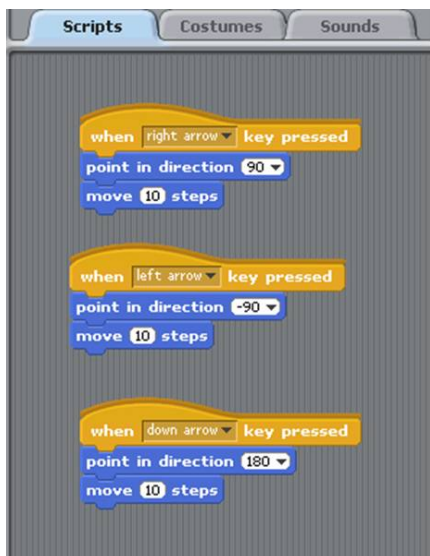 Scripts Costumes Sounds
when right arrow key pressed
point in direction 90
move 10 steps
when left arrow key pressed
point in direction -90
move 10 steps
when down arrow key pressed
point in direction 180
move 10 steps